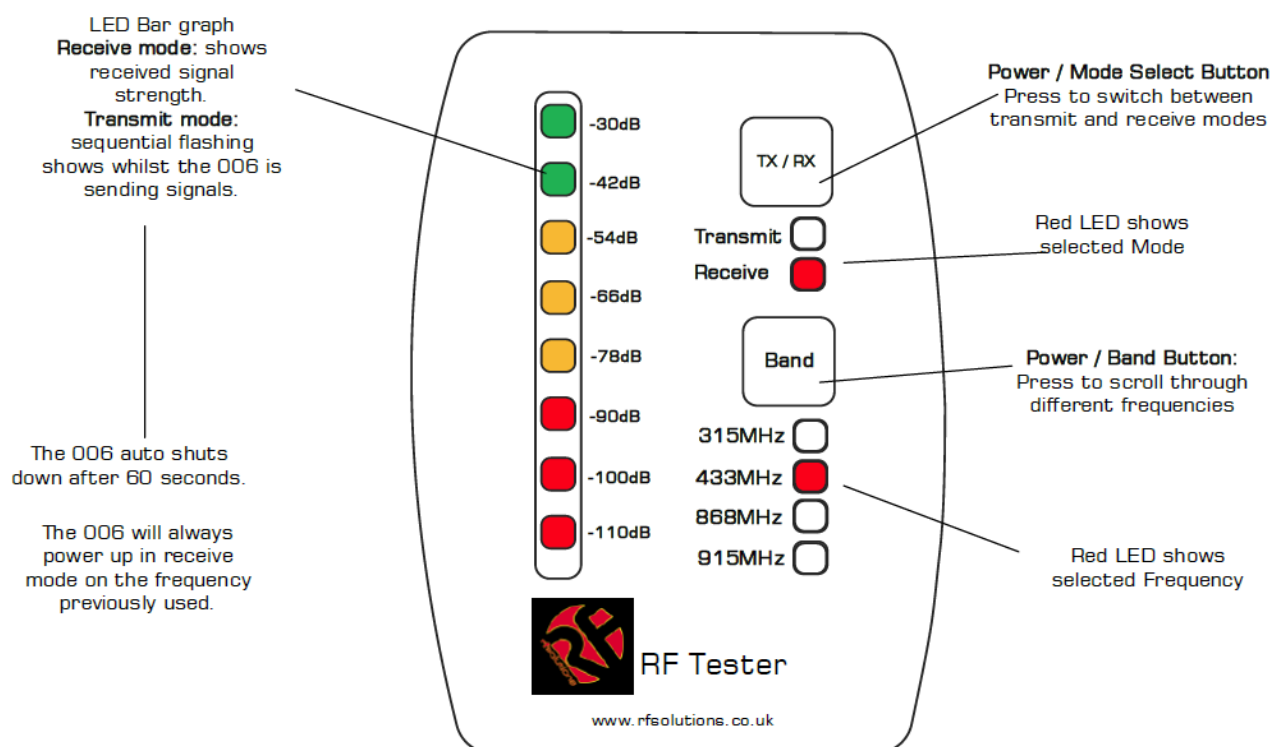 LED Bar graph
Receive mode: shows
received signal
strength.
Transmit mode:
sequential flashing
shows whilst the 006 is
sending signals.
The 006 auto shuts
down after 60 seconds.
The 006 will always
power up in receive
mode on the frequency
previously used.
-30dB
-42dB
-54dB
-66dB
-78dB
-90dB
-100dB
-110dB
TX / RX
Transmit
Receive
Band
315MHz
433MHz
868MHz
915MHz
RF
rfsolutions
RF Tester
www.rfsolutions.co.uk
Power / Mode Select Button
Press to switch between
transmit and receive modes
Red LED shows
selected Mode
Power / Band Button:
Press to scroll through
different frequencies
Red LED shows
selected Frequency